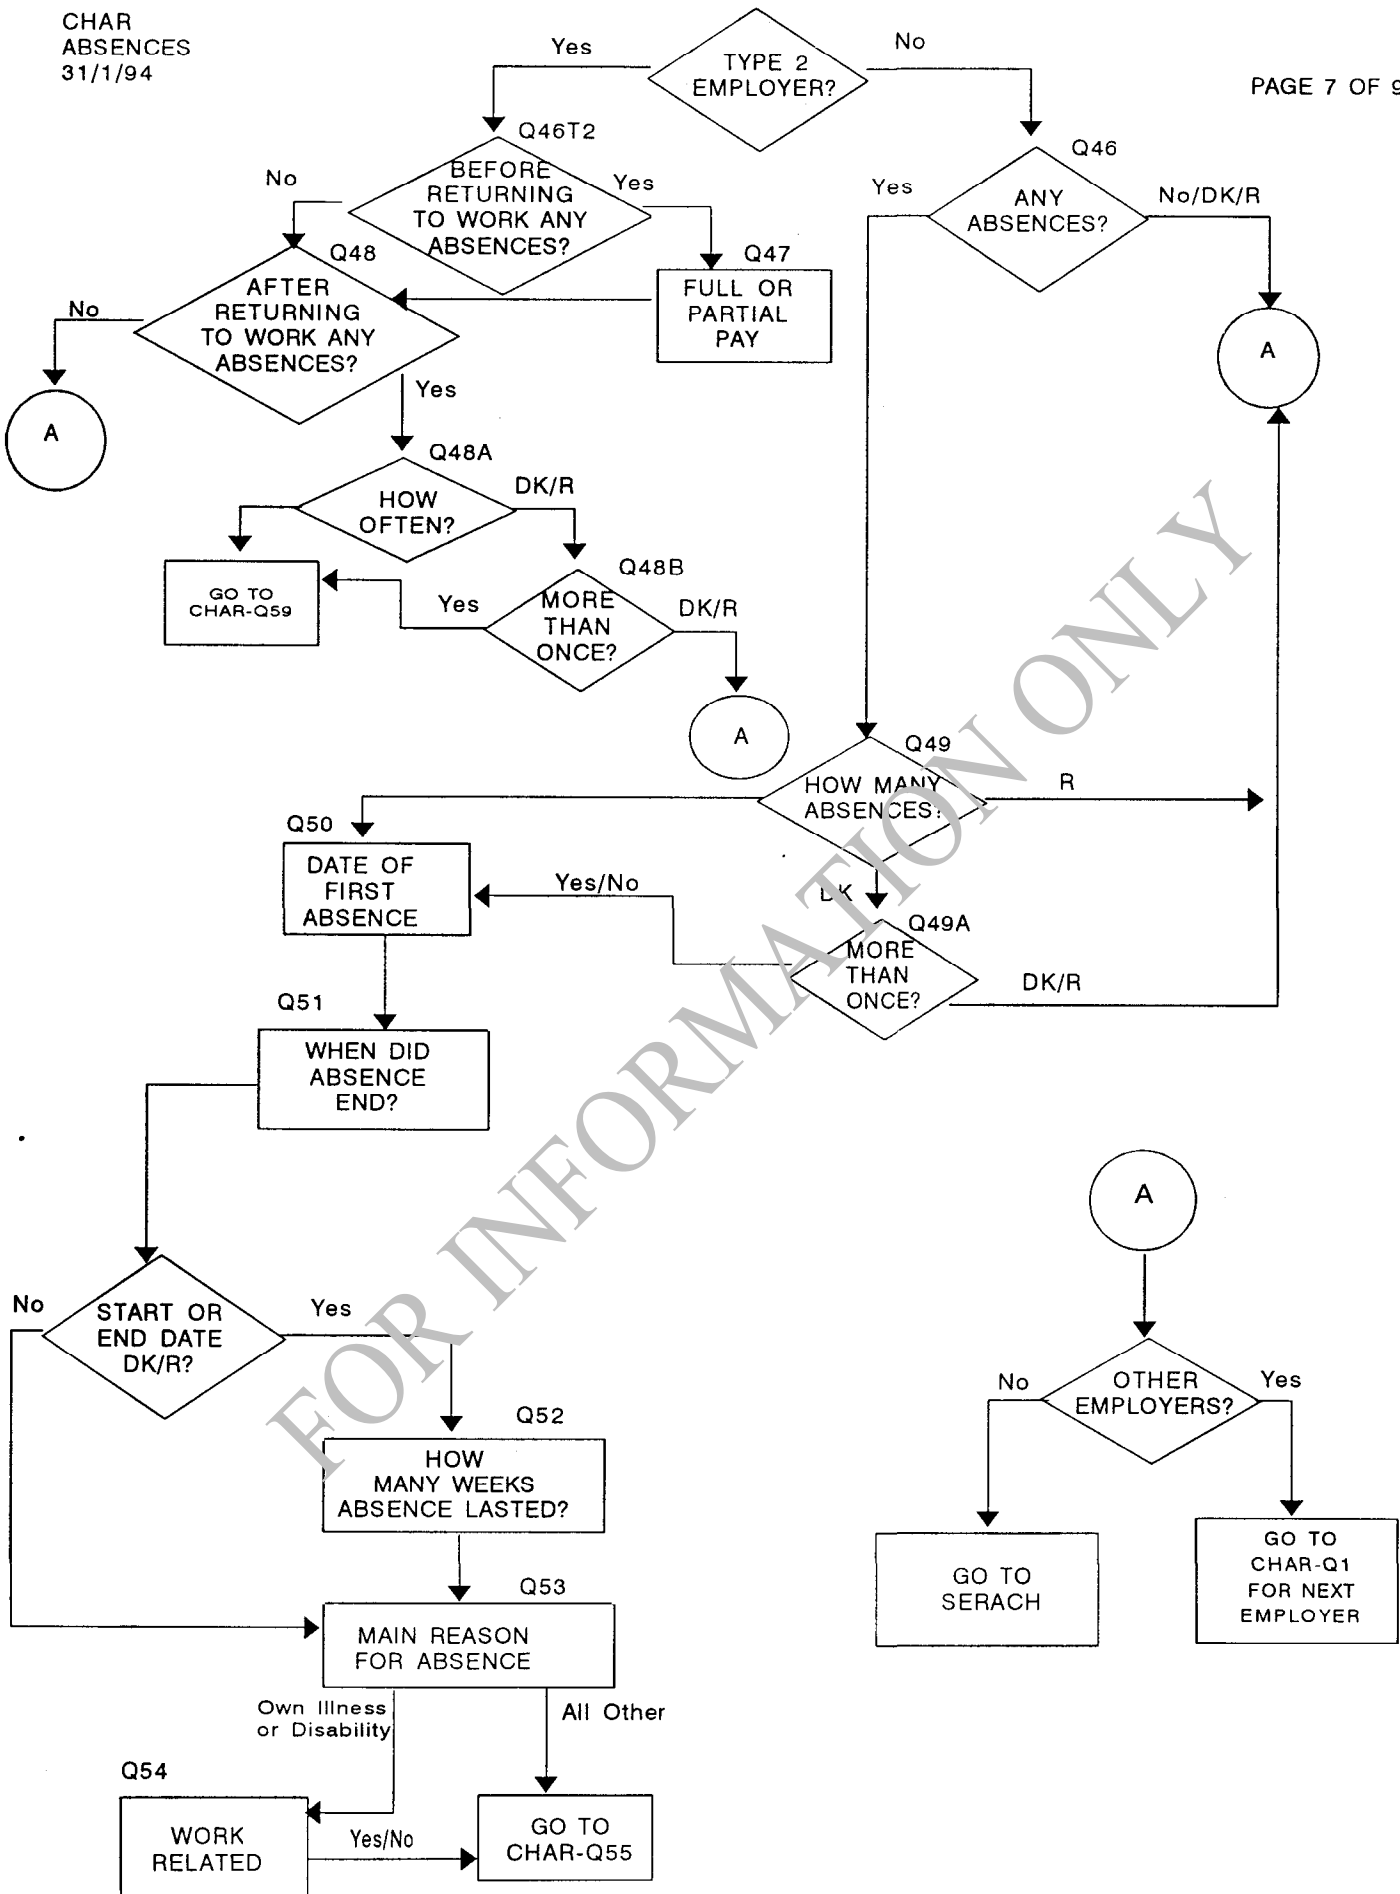 CHAR
ABSENCES
31/1/94
PAGE 7 OF 9
Yes
TYPE 2
EMPLOYER?
No
Q46T2
BEFORE
RETURNING
TO WORK ANY
ABSENCES?
No
Yes
Q46
ANY
ABSENCES?
Yes
No/DK/R
A
Q47
FULL OR
PARTIAL
PAY
Q48
AFTER
RETURNING
TO WORK ANY
ABSENCES?
No
A
Yes
Q48A
HOW
OFTEN?
DK/R
GO TO
CHAR-Q59
Q48B
MORE
THAN
ONCE?
Yes
DK/R
A
Q49
HOW MANY
ABSENCES?
R
DK
Q50
DATE OF
FIRST
ABSENCE
Yes/No
Q49A
MORE
THAN
ONCE?
DK/R
Q51
WHEN DID
ABSENCE
END?
No
START OR
END DATE
DK/R?
Yes
Q52
HOW
MANY WEEKS
ABSENCE LASTED?
Q53
MAIN REASON
FOR ABSENCE
Own Illness
or Disability
All Other
Q54
WORK
RELATED
Yes/No
GO TO
CHAR-Q55
A
OTHER
EMPLOYERS?
No
Yes
GO TO
SERACH
GO TO
CHAR-Q1
FOR NEXT
EMPLOYER
FOR INFORMATION ONLY